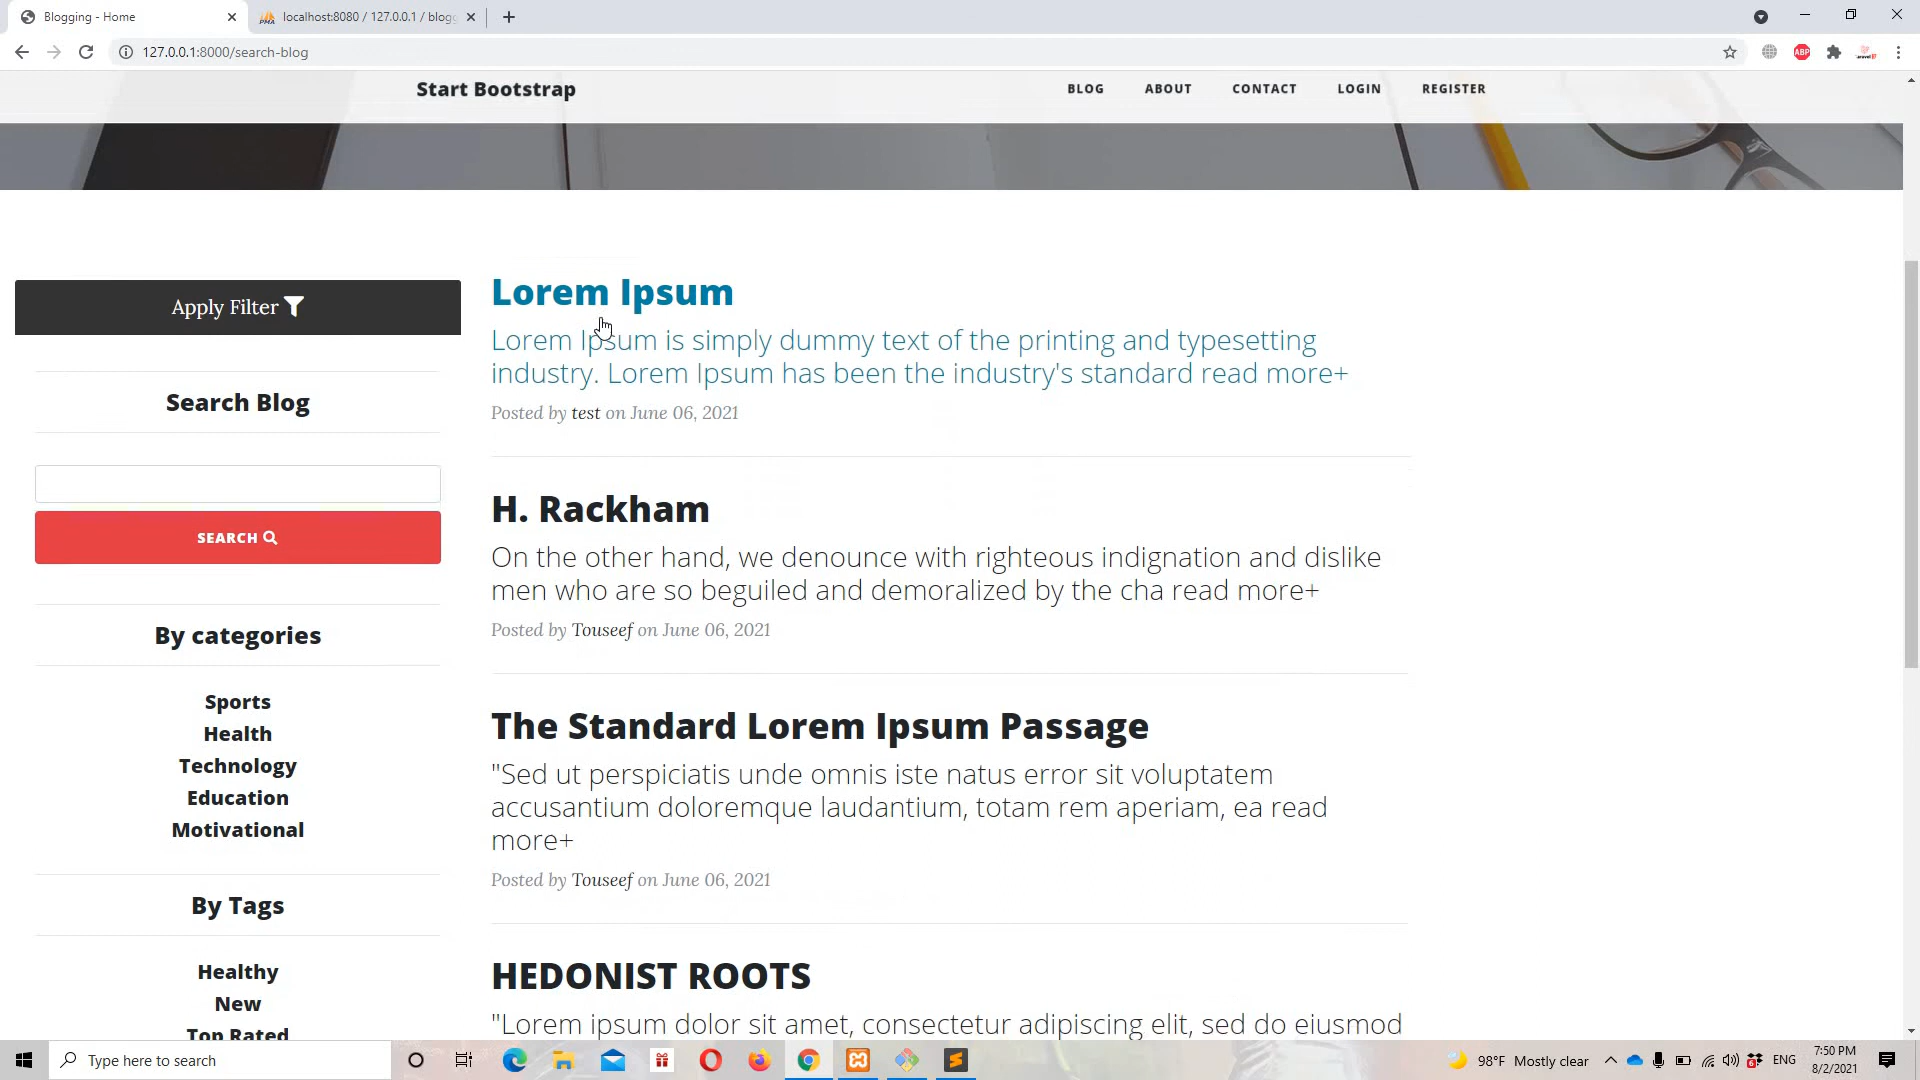 Blogging - Home
localhost:8080 / 127.0.0.1 / blogg
127.0.0.1:8000/search-blog
ABP
Start Bootstrap
BLOG
ABOUT
CONTACT
LOGIN
REGISTER
Apply Filter
Search Blog
SEARCH
By categories
Sports
Health
Technology
Education
Motivational
By Tags
Healthy
New
Top Rated
Lorem Ipsum
Lorem Ipsum is simply dummy text of the printing and typesetting
industry. Lorem Ipsum has been the industry's standard read more+
Posted by test on June 06, 2021
H. Rackham
On the other hand, we denounce with righteous indignation and dislike
men who are so beguiled and demoralized by the cha read more+
Posted by Touseef on June 06, 2021
The Standard Lorem Ipsum Passage
"Sed ut perspiciatis unde omnis iste natus error sit voluptatem
accusantium doloremque laudantium, totam rem aperiam, ea read
more+
Posted by Touseef on June 06, 2021
HEDONIST ROOTS
"Lorem ipsum dolor sit amet, consectetur adipiscing elit, sed do eiusmod
Type here to search
98°F Mostly clear
ENG
7:50 PM
8/2/2021